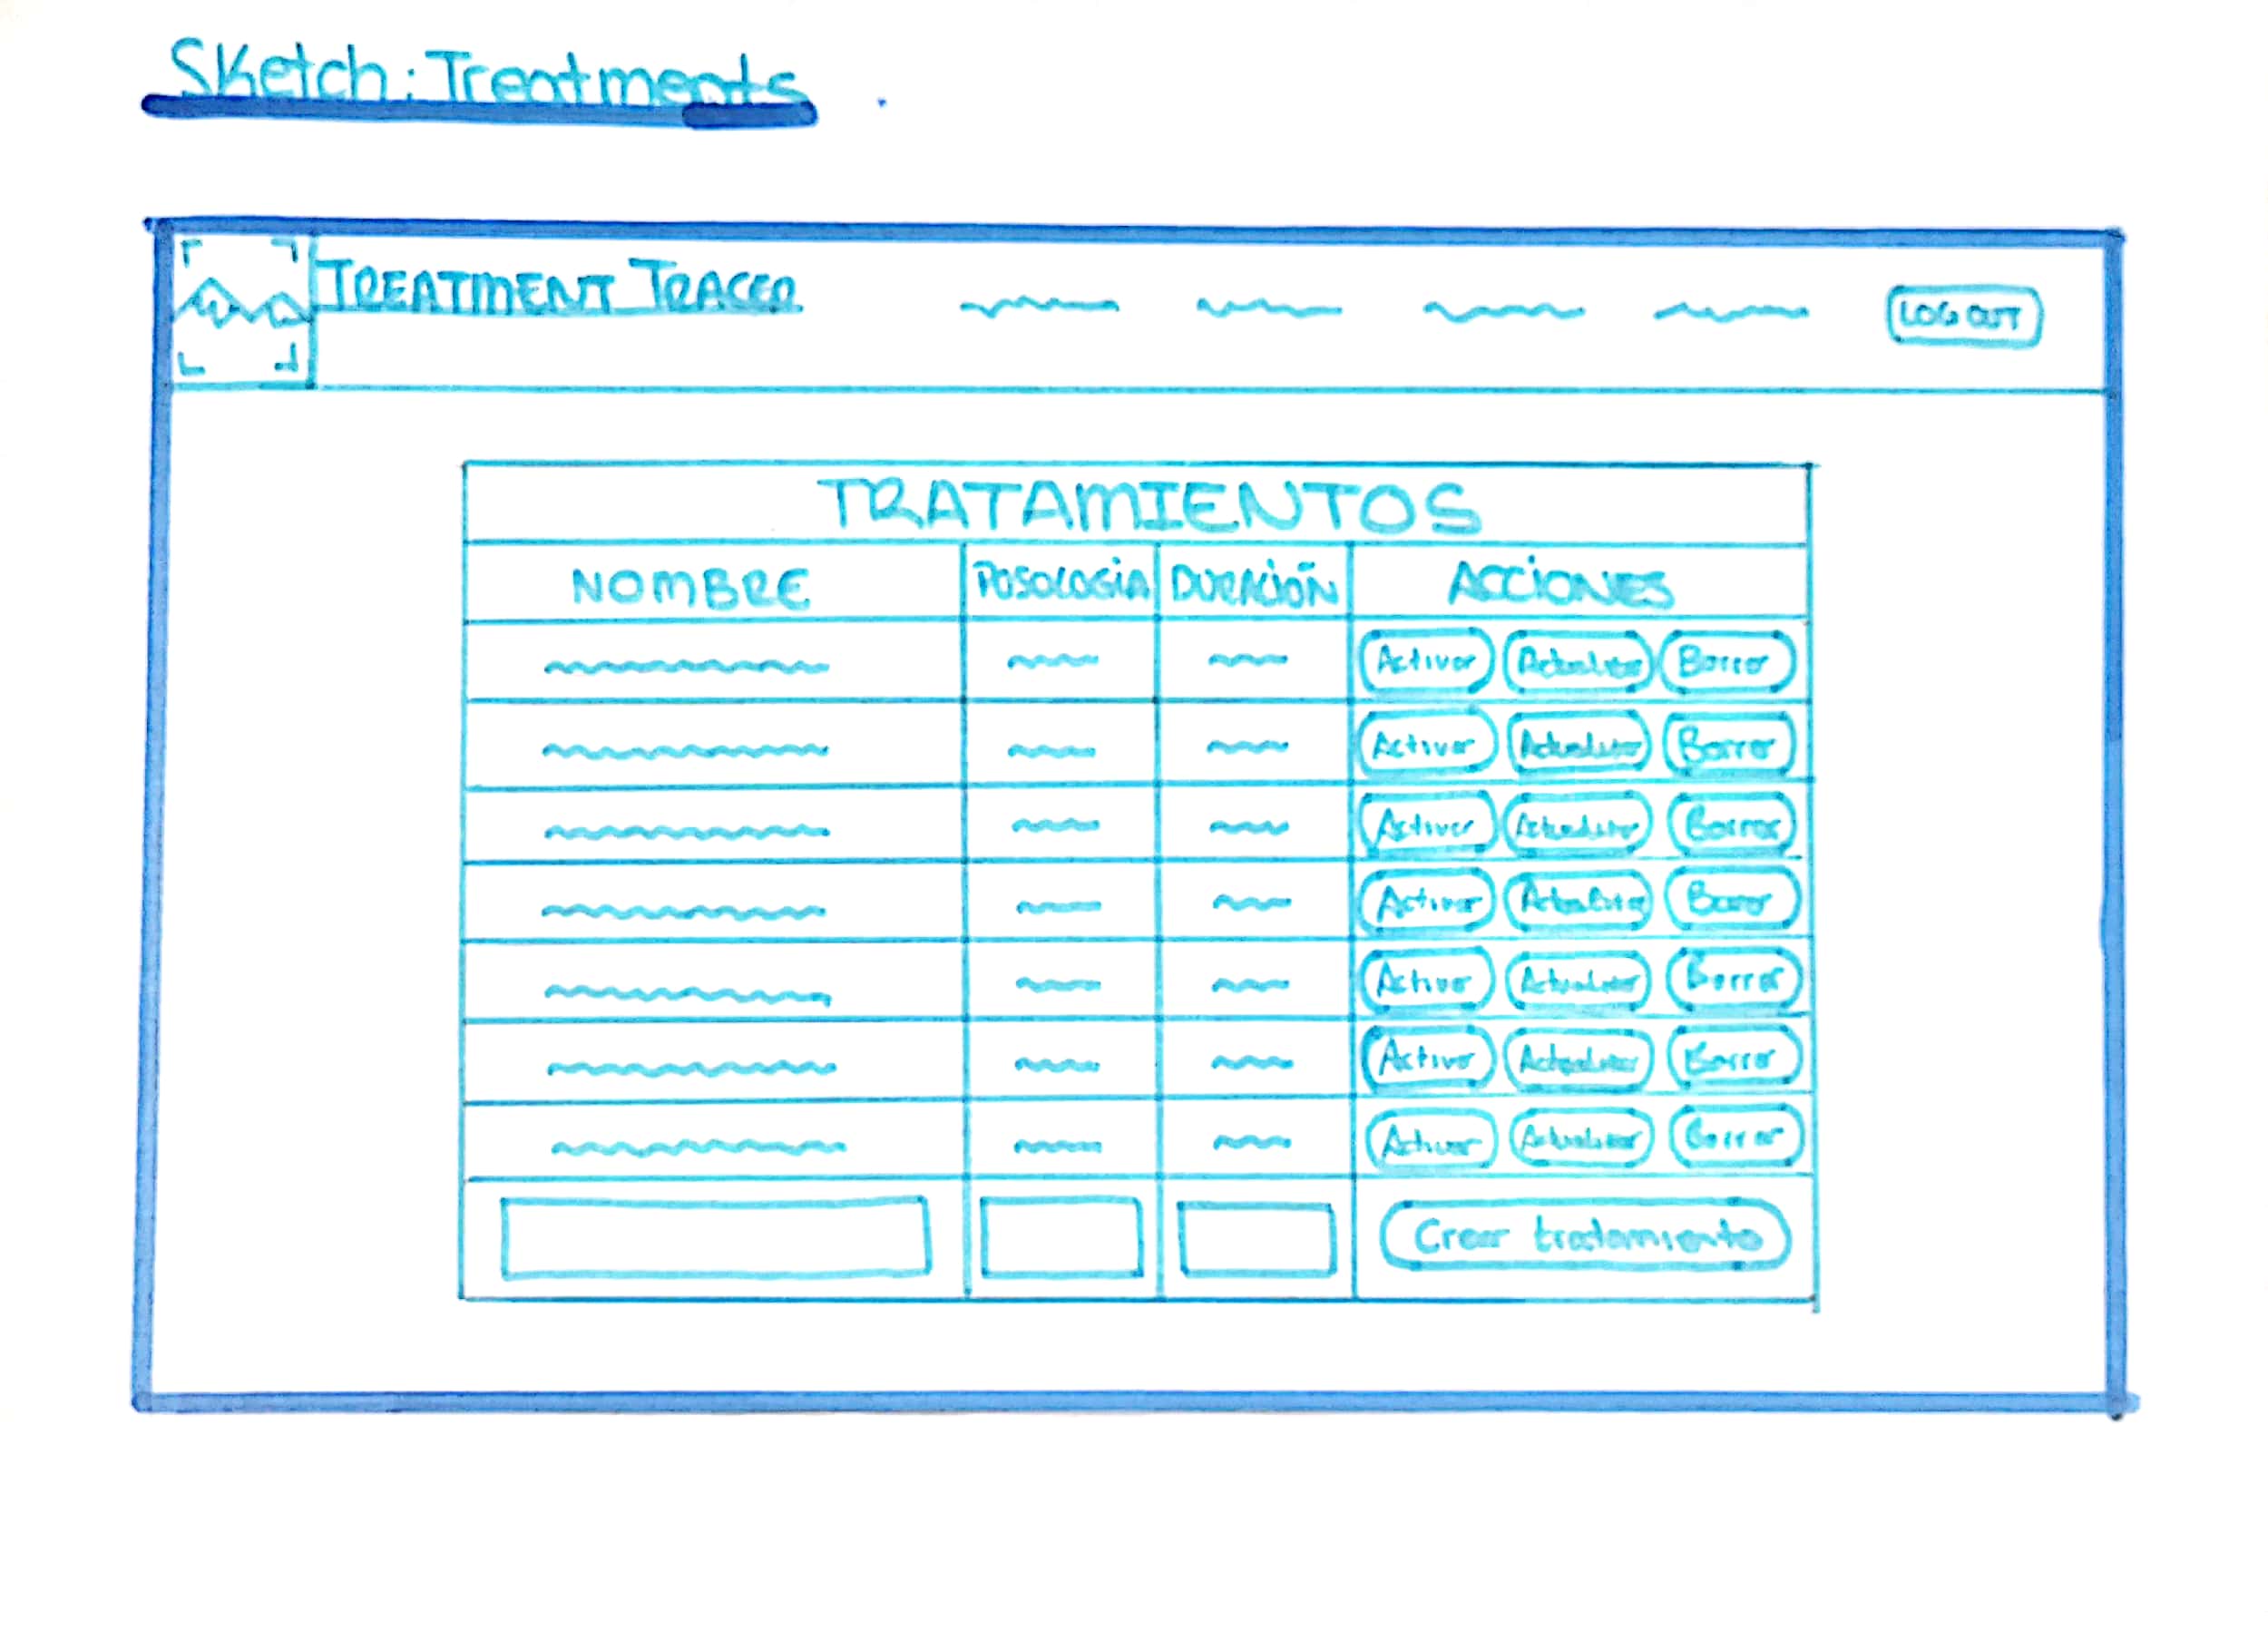 Sketch: Treatments
TREATMENT TRACER LOG OUT
TRATAMIENTOS
NOMBRE POSOLOGÍA DURACIÓN ACCIONES
Activar Actualizar Borrar
Activar Actualizar Borrar
Activar Actualizar Borrar
Activar Actualizar Borrar
Activar Actualizar Borrar
Activar Actualizar Borrar
Activar Actualizar Borrar
Crear tratamiento